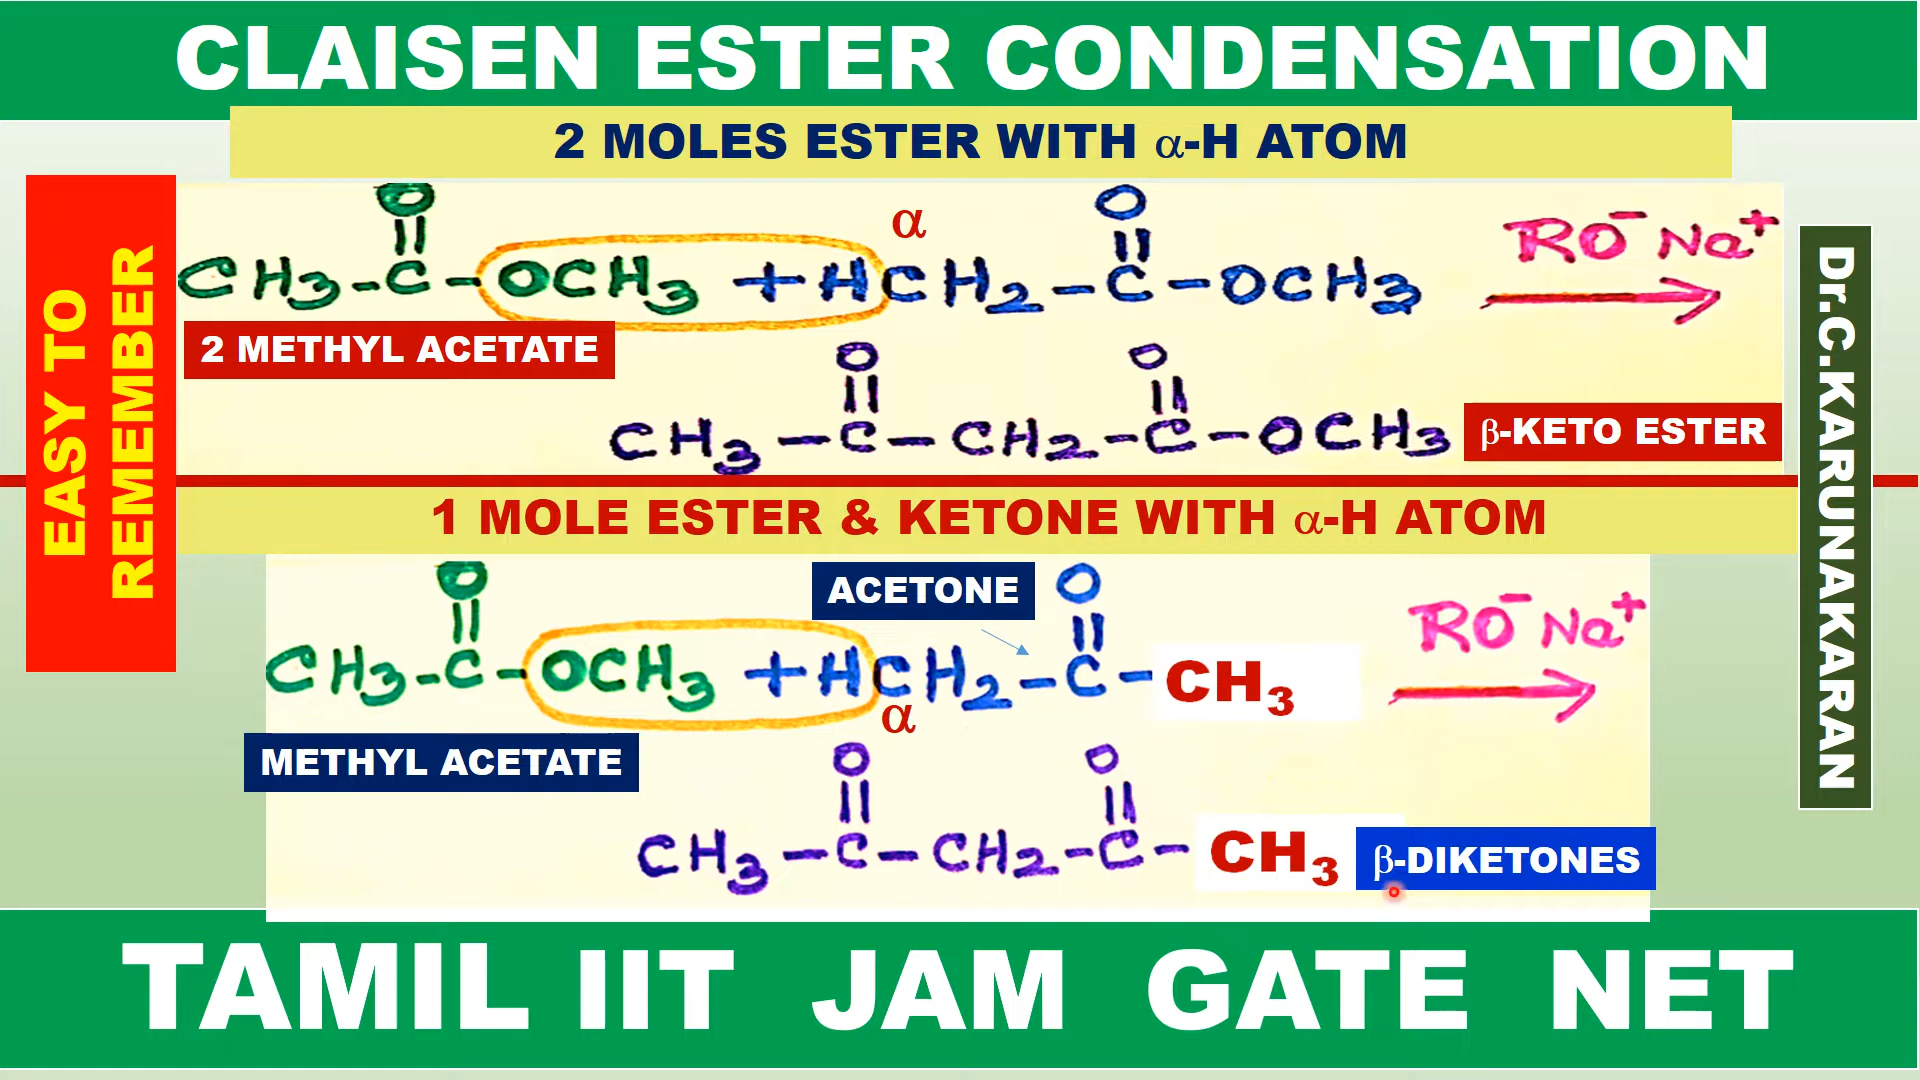 CLAISEN ESTER CONDENSATION
2 MOLES ESTER WITH α-H ATOM
EASY TO
REMEMBER
O
α
O
CH3-C-OCH3 + HCH2-C-OCH3
RO⁻Na⁺
2 METHYL ACETATE
O
O
CH3-C-CH2-C-OCH3
β-KETO ESTER
Dr.C.KARUNAKARAN
1 MOLE ESTER & KETONE WITH α-H ATOM
ACETONE
O
O
CH3-C-OCH3 + HCH2-C-CH3
RO⁻Na⁺
α
METHYL ACETATE
O
O
CH3-C-CH2-C-CH3
β-DIKETONES
TAMIL IIT JAM GATE NET